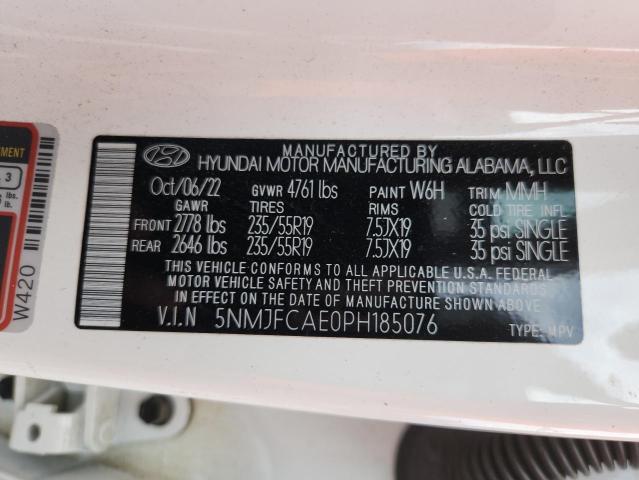 MANUFACTURED BY
HYUNDAI MOTOR MANUFACTURING ALABAMA, LLC
Oct/06/22 GVWR 4761 lbs PAINT W6H TRIM MMH
GAWR TIRES RIMS COLD TIRE INFL
FRONT 2778 lbs 235/55R19 7.5JX19 35 psi SINGLE
REAR 2646 lbs 235/55R19 7.5JX19 35 psi SINGLE
THIS VEHICLE CONFORMS TO ALL APPLICABLE U.S.A. FEDERAL
MOTOR VEHICLE SAFETY AND THEFT PREVENTION STANDARDS
IN EFFECT ON THE DATE OF MANUFACTURE SHOWN ABOVE.
V.I.N 5NMJFCAE0PH185076 TYPE: MPV
W420
3
lbs.
lb.